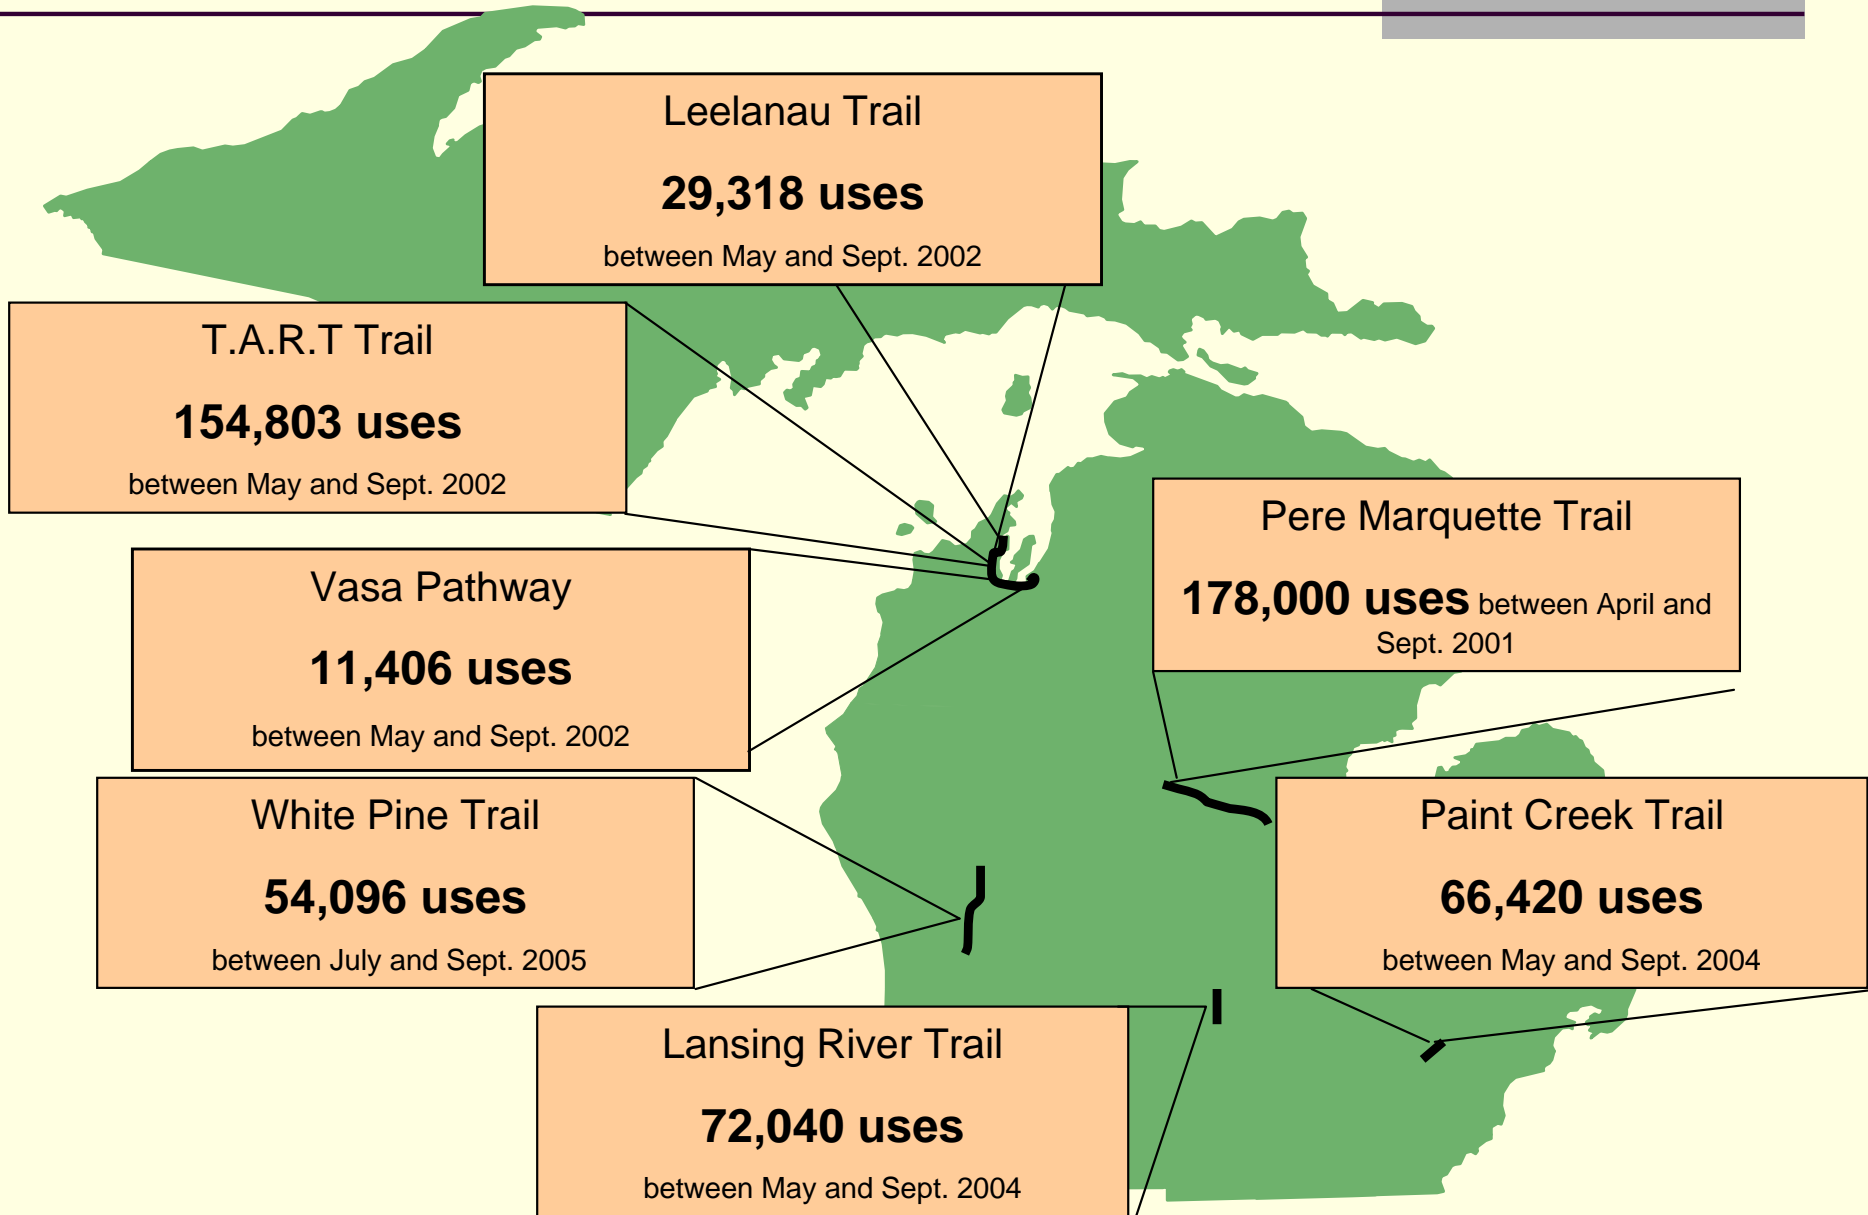 Leelanau Trail
29,318 uses
between May and Sept. 2002
T.A.R.T Trail
154,803 uses
between May and Sept. 2002
Pere Marquette Trail
178,000 uses between April and
Sept. 2001
Vasa Pathway
11,406 uses
between May and Sept. 2002
White Pine Trail
54,096 uses
between July and Sept. 2005
Paint Creek Trail
66,420 uses
between May and Sept. 2004
Lansing River Trail
72,040 uses
between May and Sept. 2004